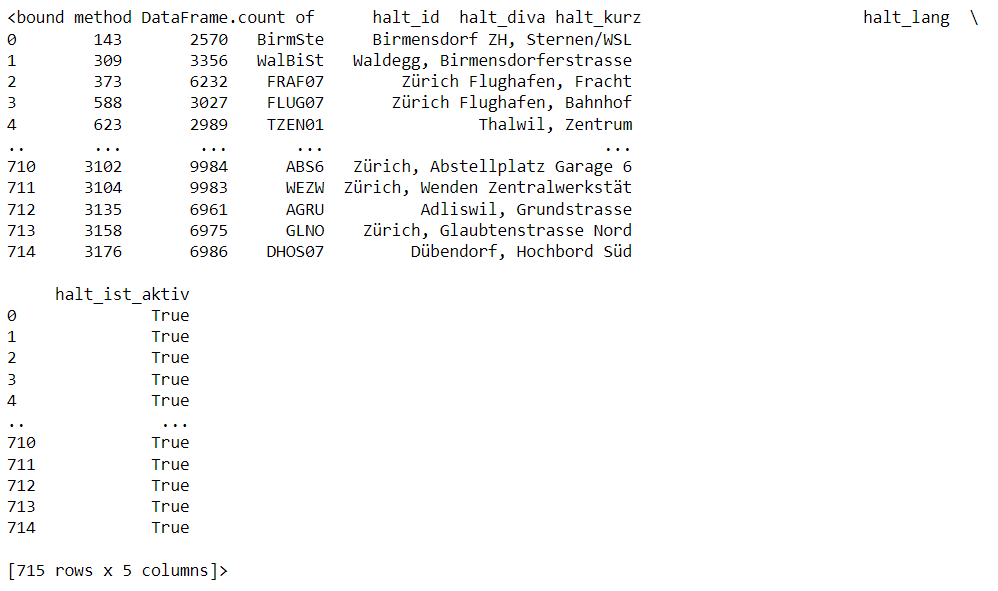 <bound method DataFrame.count of      halt_id  halt_diva halt_kurz                       halt_lang  \
0        143       2570   BirmSte     Birmensdorf ZH, Sternen/WSL
1        309       3356   WalBiSt   Waldegg, Birmensdorferstrasse
2        373       6232    FRAF07        Zürich Flughafen, Fracht
3        588       3027    FLUG07       Zürich Flughafen, Bahnhof
4        623       2989    TZEN01                Thalwil, Zentrum
..       ...        ...       ...                             ...
710     3102       9984      ABS6   Zürich, Abstellplatz Garage 6
711     3104       9983      WEZW  Zürich, Wenden Zentralwerkstät
712     3135       6961      AGRU          Adliswil, Grundstrasse
713     3158       6975      GLNO    Zürich, Glaubtenstrasse Nord
714     3176       6986    DHOS07         Dübendorf, Hochbord Süd
     halt_ist_aktiv
0              True
1              True
2              True
3              True
4              True
..              ...
710            True
711            True
712            True
713            True
714            True
[715 rows x 5 columns]>